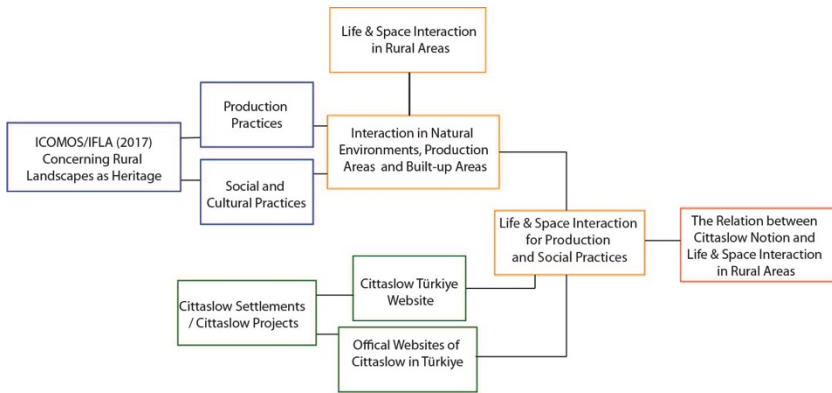 Life & Space Interaction
in Rural Areas
Production
Practices
ICOMOS/IFLA (2017)
Concerning Rural
Landscapes as Heritage
Interaction in Natural
Environments, Production
Areas and Built-up Areas
Social and
Cultural Practices
Life & Space Interaction
for Production
and Social Practices
The Relation between
Cittaslow Notion and
Life & Space Interaction
in Rural Areas
Cittaslow Settlements
/ Cittaslow Projects
Cittaslow Türkiye
Website
Offical Websites of
Cittaslow in Türkiye